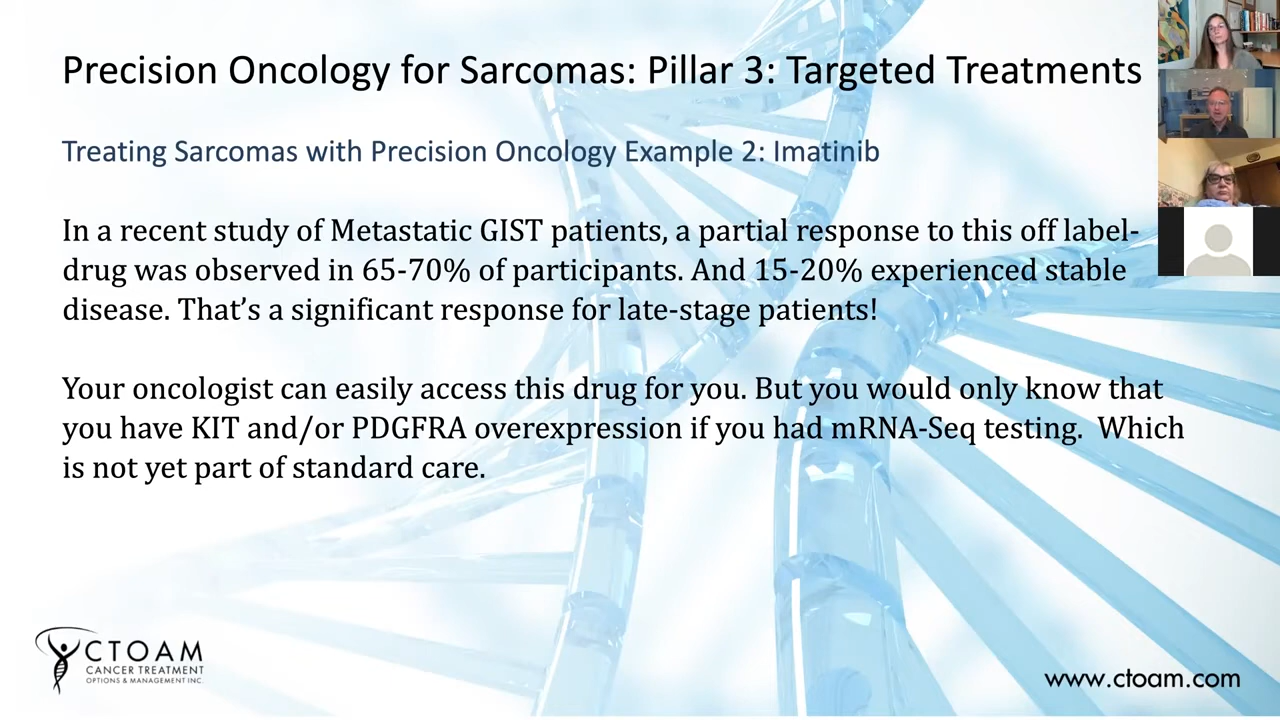 Precision Oncology for Sarcomas: Pillar 3: Targeted Treatments
Treating Sarcomas with Precision Oncology Example 2: Imatinib
In a recent study of Metastatic GIST patients, a partial response to this off label-
drug was observed in 65-70% of participants. And 15-20% experienced stable
disease. That’s a significant response for late-stage patients!
Your oncologist can easily access this drug for you. But you would only know that
you have KIT and/or PDGFRA overexpression if you had mRNA-Seq testing.  Which
is not yet part of standard care.
CTOAM
CANCER TREATMENT
OPTIONS & MANAGEMENT INC.
www.ctoam.com